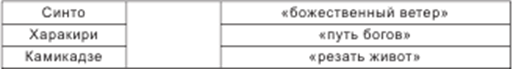 Синто «божественный ветер»
Харакири «путь богов»
Камикадзе «резать живот»